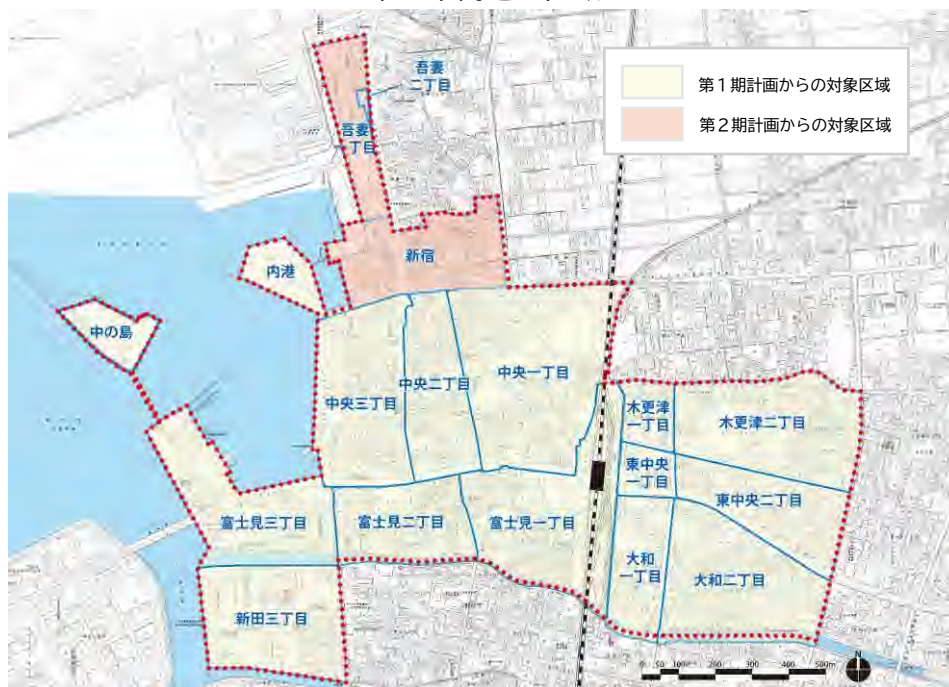 吾妻
二丁目
第1期計画からの対象区域
第2期計画からの対象区域
吾妻
一丁目
新宿
内港
中の島
中央一丁目
中央二丁目
中央三丁目
木更津
一丁目
木更津二丁目
東中央
一丁目
東中央二丁目
富士見三丁目
富士見二丁目
富士見一丁目
大和
一丁目
大和二丁目
新田三丁目
0 50 100 200 300 400 500m
N